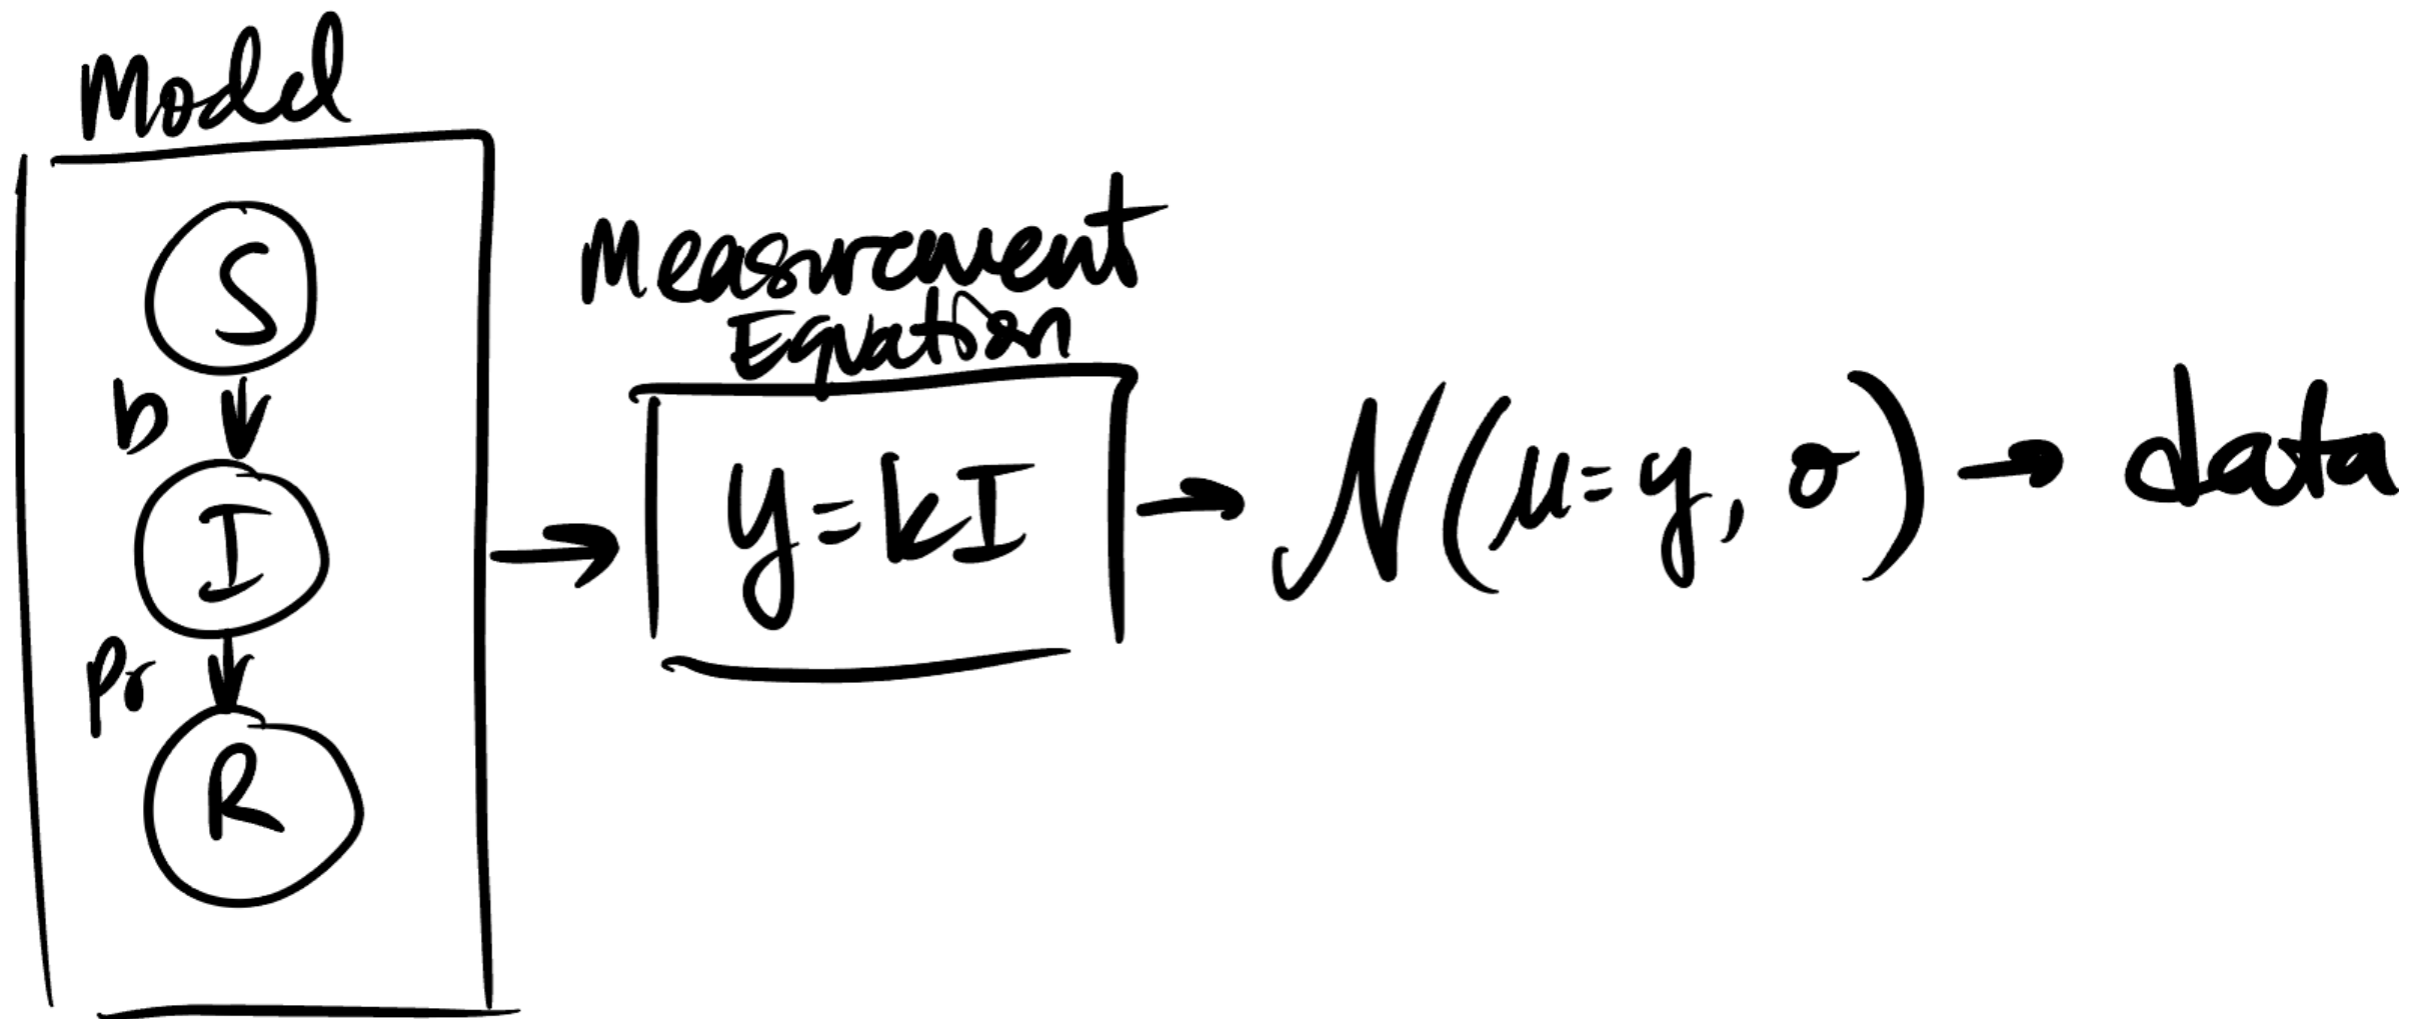 Model
S
b
I
pr
R
Measurement
Equation
y=kI
N(μ=y, σ)
data